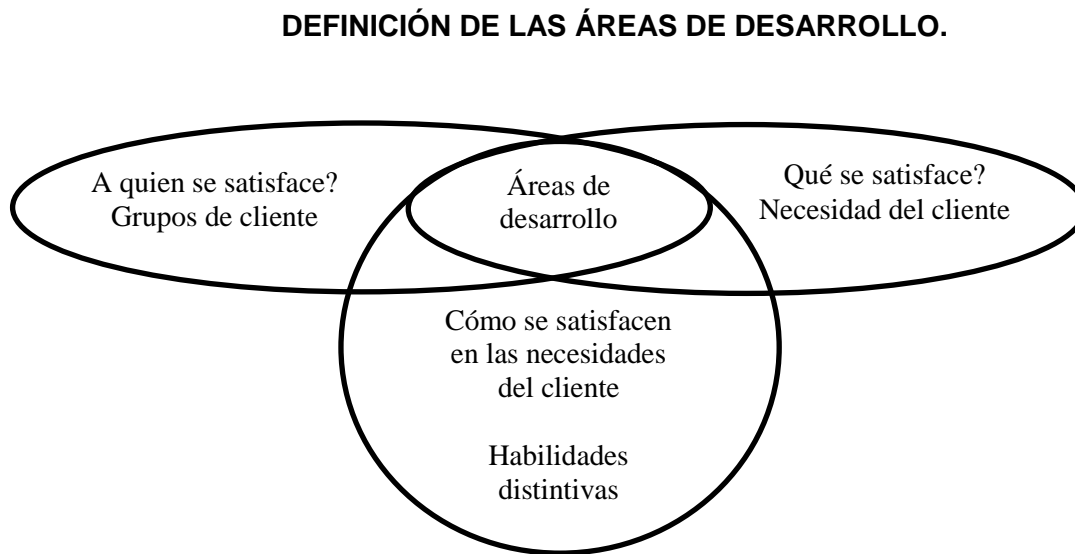 DEFINICIÓN DE LAS ÁREAS DE DESARROLLO.
A quien se satisface?
Grupos de cliente
Áreas de
desarrollo
Qué se satisface?
Necesidad del cliente
Cómo se satisfacen
en las necesidades
del cliente
Habilidades
distintivas